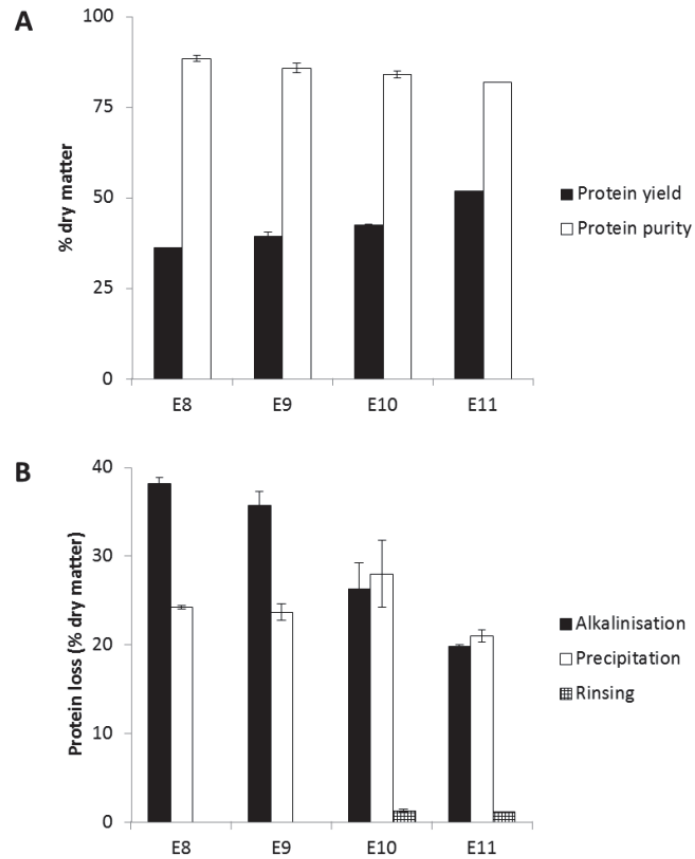 A
100
75
50
25
0
% dry matter
E8 E9 E10 E11
Protein yield
Protein purity
B
40
30
20
10
0
Protein loss (% dry matter)
E8 E9 E10 E11
Alkalinisation
Precipitation
Rinsing